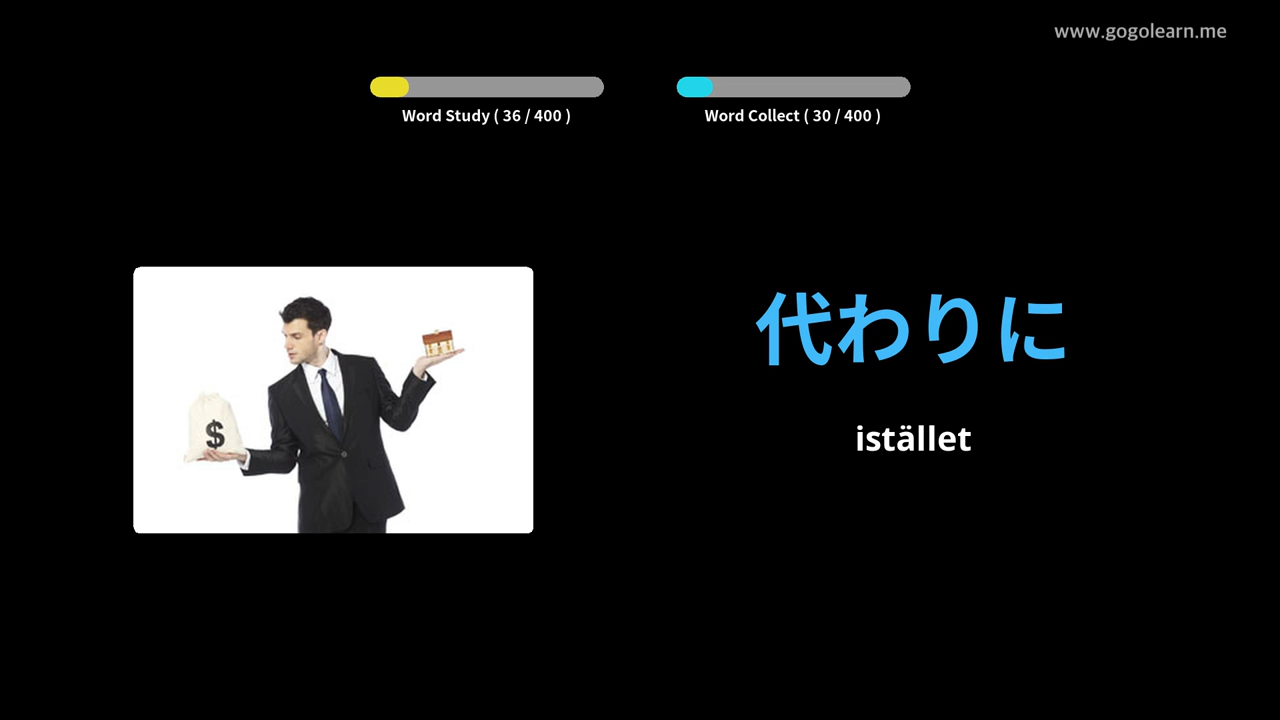 www.gogolearn.me
Word Study ( 36 / 400 )
Word Collect ( 30 / 400 )
代わりに
istället
$